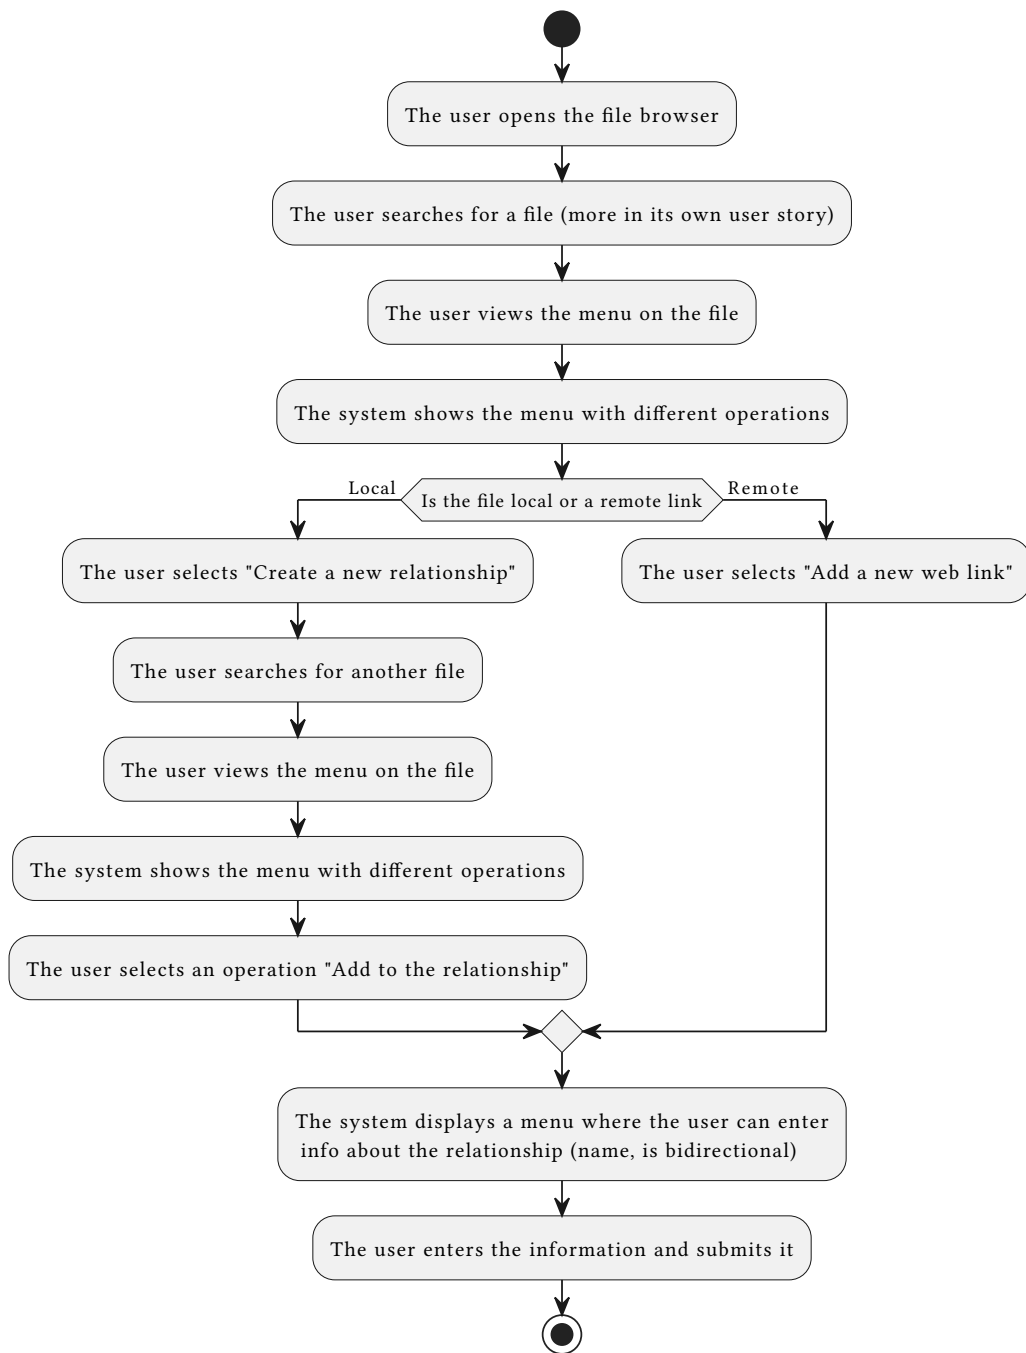 The user opens the file browser
The user searches for a file (more in its own user story)
The user views the menu on the file
The system shows the menu with different operations
Local
Is the file local or a remote link
Remote
The user selects "Create a new relationship"
The user selects "Add a new web link"
The user searches for another file
The user views the menu on the file
The system shows the menu with different operations
The user selects an operation "Add to the relationship"
The system displays a menu where the user can enter
info about the relationship (name, is bidirectional)
The user enters the information and submits it